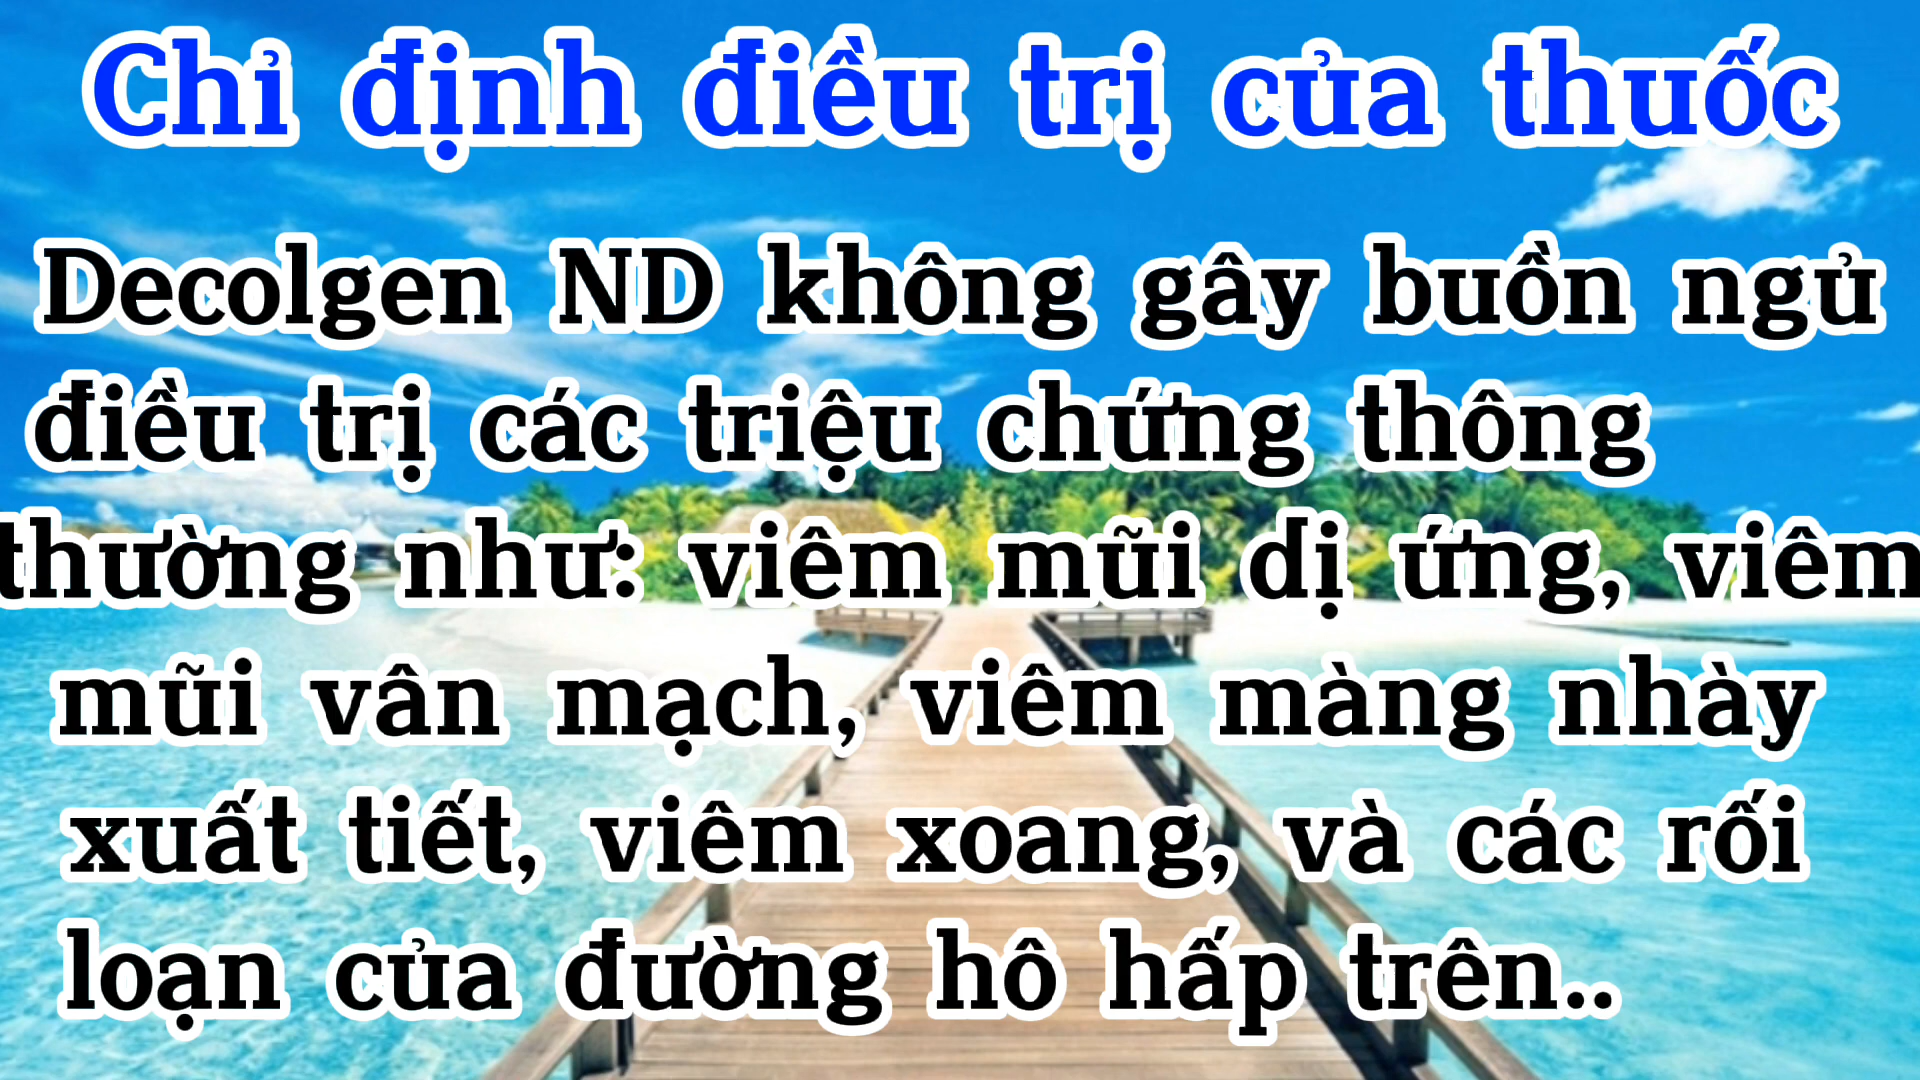 Chỉ định điều trị của thuốc
Decolgen ND không gây buồn ngủ
điều trị các triệu chứng thông
thường như: viêm mũi dị ứng, viêm
mũi vân mạch, viêm màng nhày
xuất tiết, viêm xoang, và các rối
loạn của đường hô hấp trên..